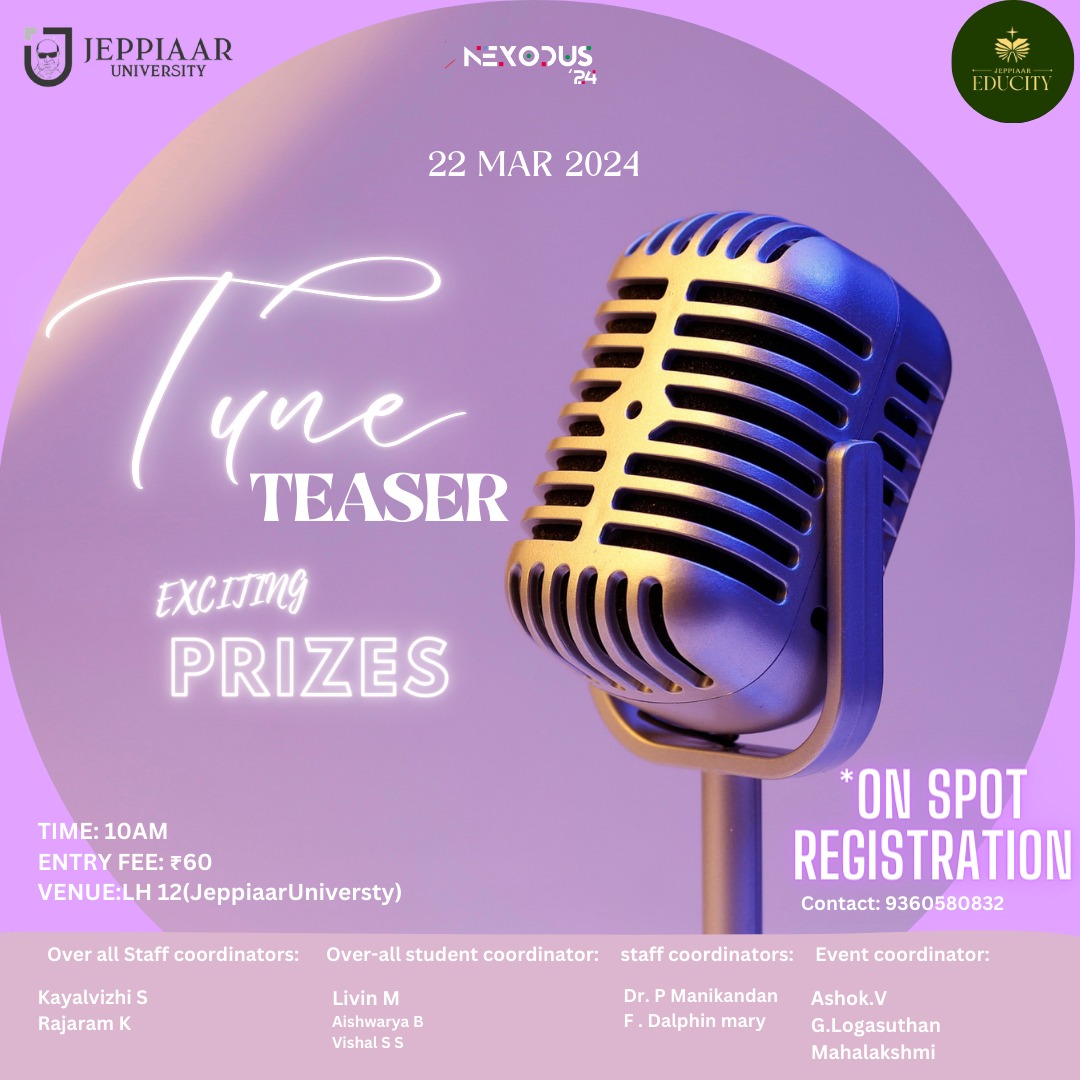 JEPPIAAR
UNIVERSITY
NEXODUS
'24
JEPPIAAR
EDUCITY
22 MAR 2024
Tune
TEASER
EXCITING
PRIZES
*ON SPOT
REGISTRATION
Contact: 9360580832
TIME: 10AM
ENTRY FEE: ₹60
VENUE:LH 12(JeppiaarUniversty)
Over all Staff coordinators:
Kayalvizhi S
Rajaram K
Over-all student coordinator:
Livin M
Aishwarya B
Vishal S S
staff coordinators:
Dr. P Manikandan
F . Dalphin mary
Event coordinator:
Ashok.V
G.Logasuthan
Mahalakshmi